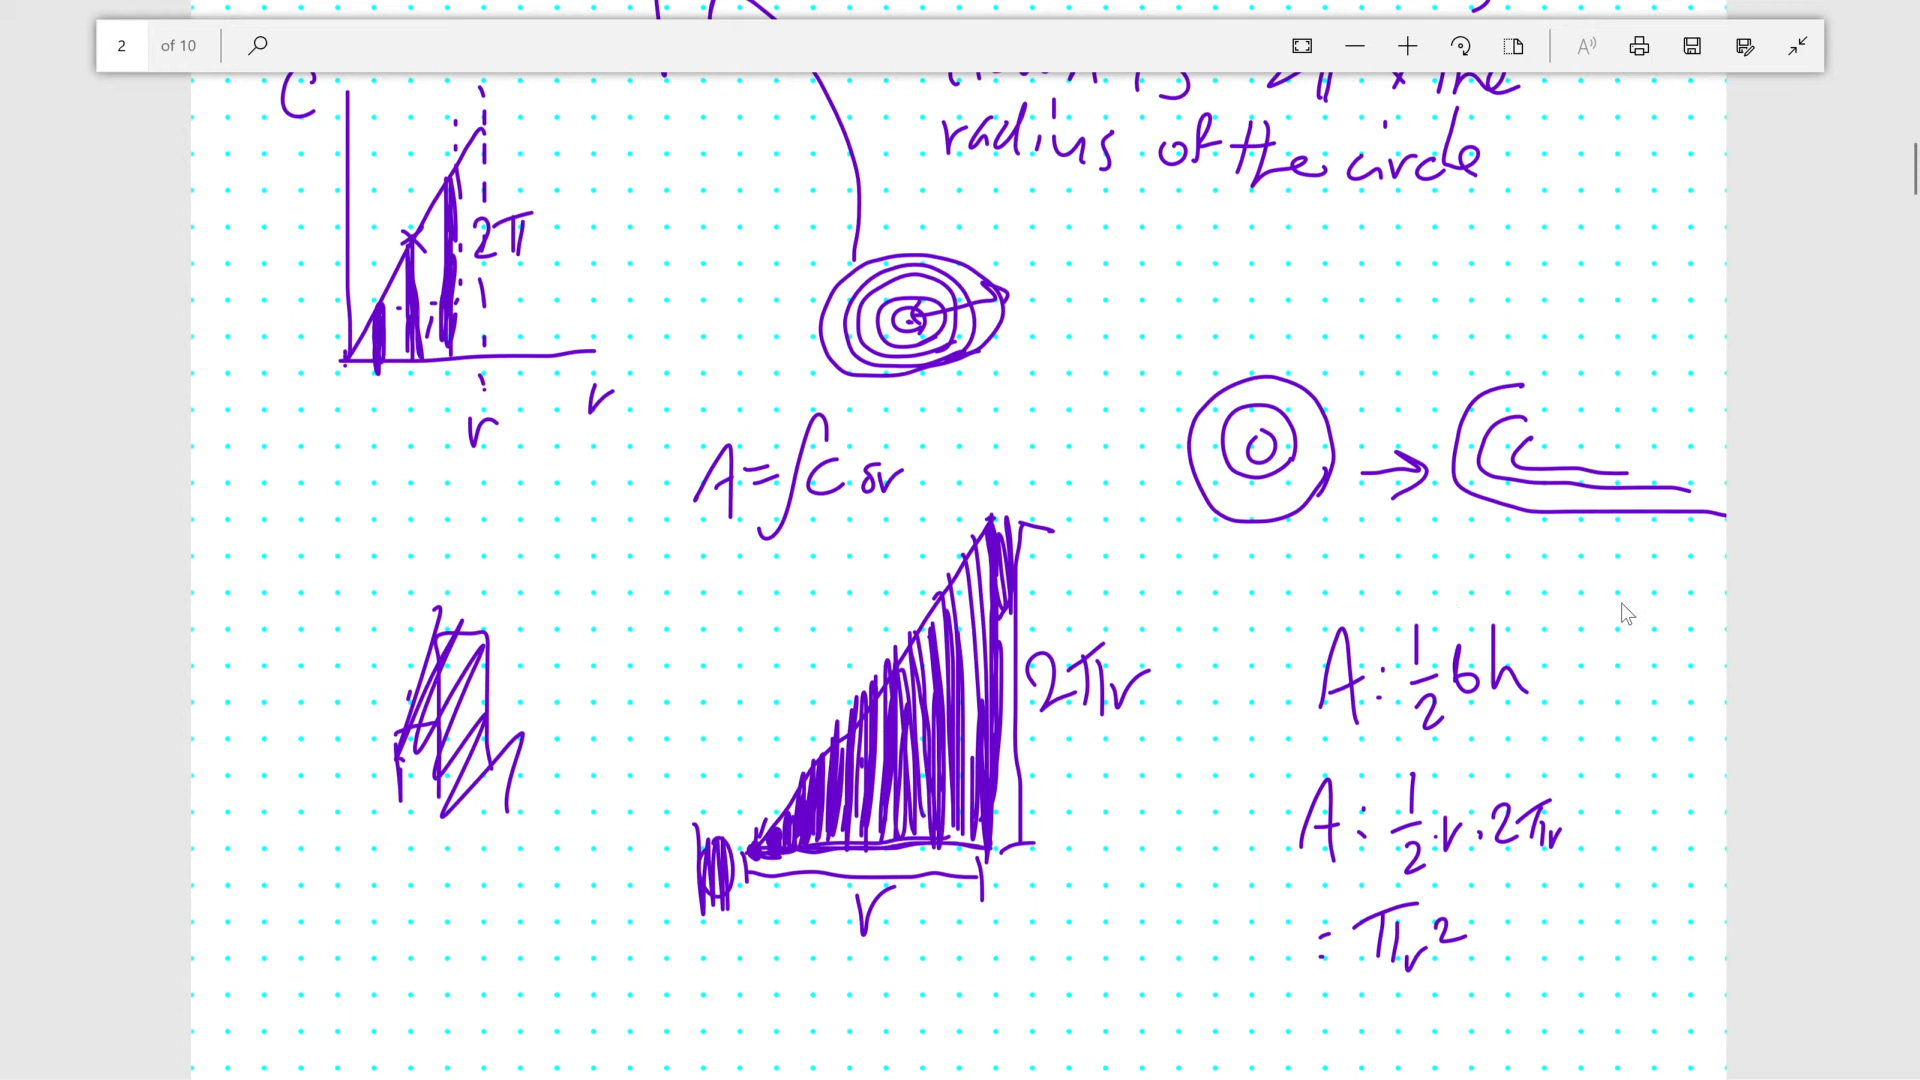 2 of 10
radius of the circle
C
2π
r
r
A = ∫C δr
2πr
r
A: 1/2 bh
A: 1/2 · r · 2πr
: πr²